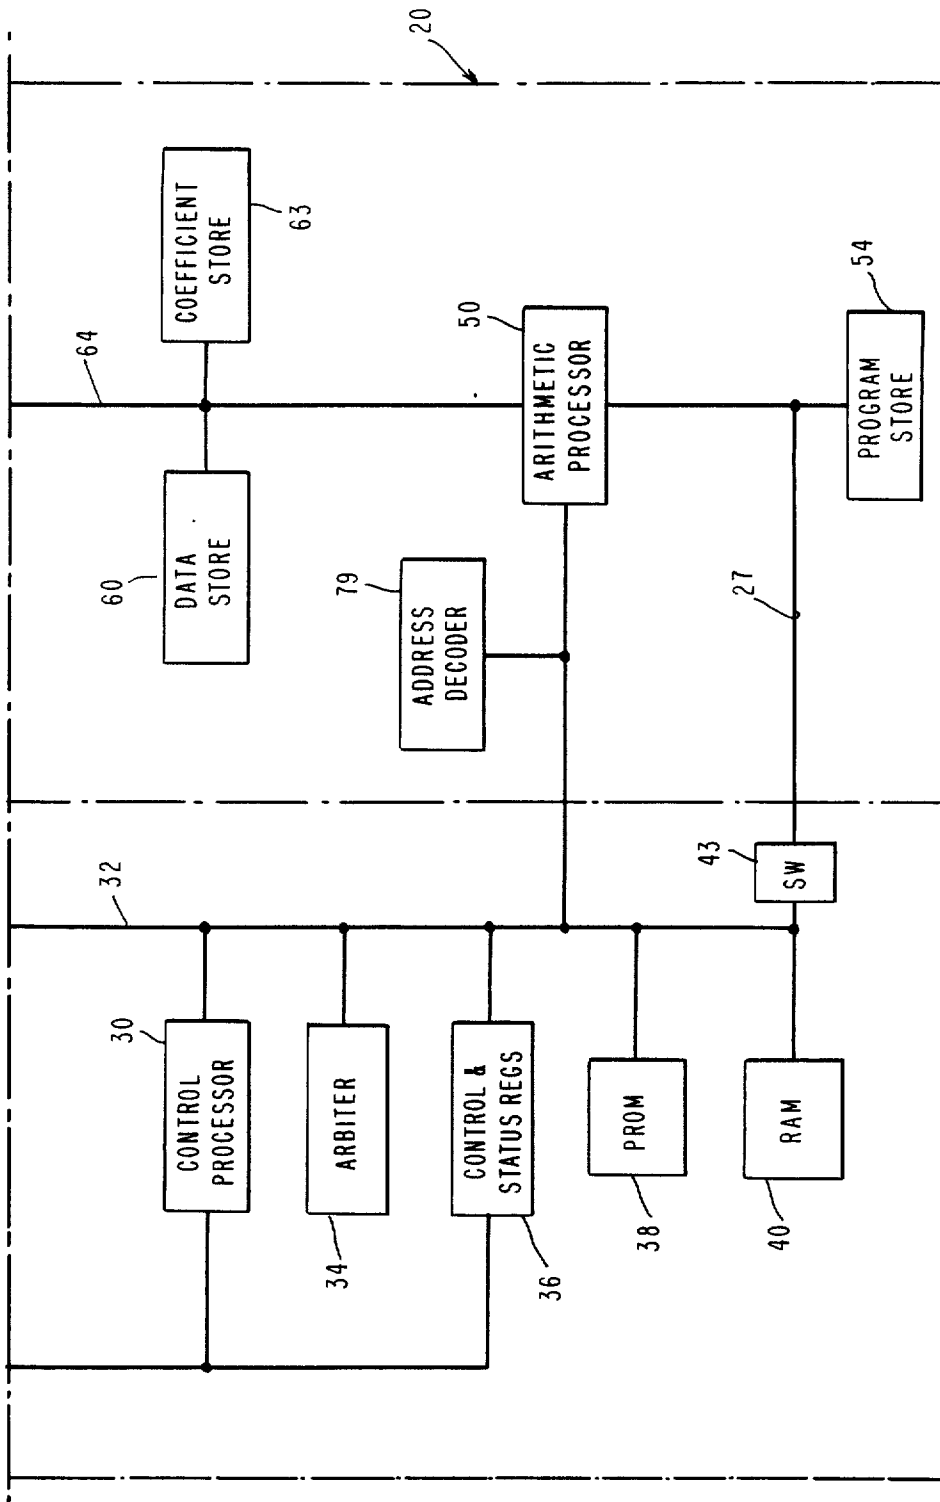 20
COEFFICIENT
STORE
63
64
DATA
STORE
60
50
ARITHMETIC
PROCESSOR
54
PROGRAM
STORE
79
ADDRESS
DECODER
27
43
SW
32
30
CONTROL
PROCESSOR
ARBITER
34
CONTROL &
STATUS REGS
36
PROM
38
RAM
40